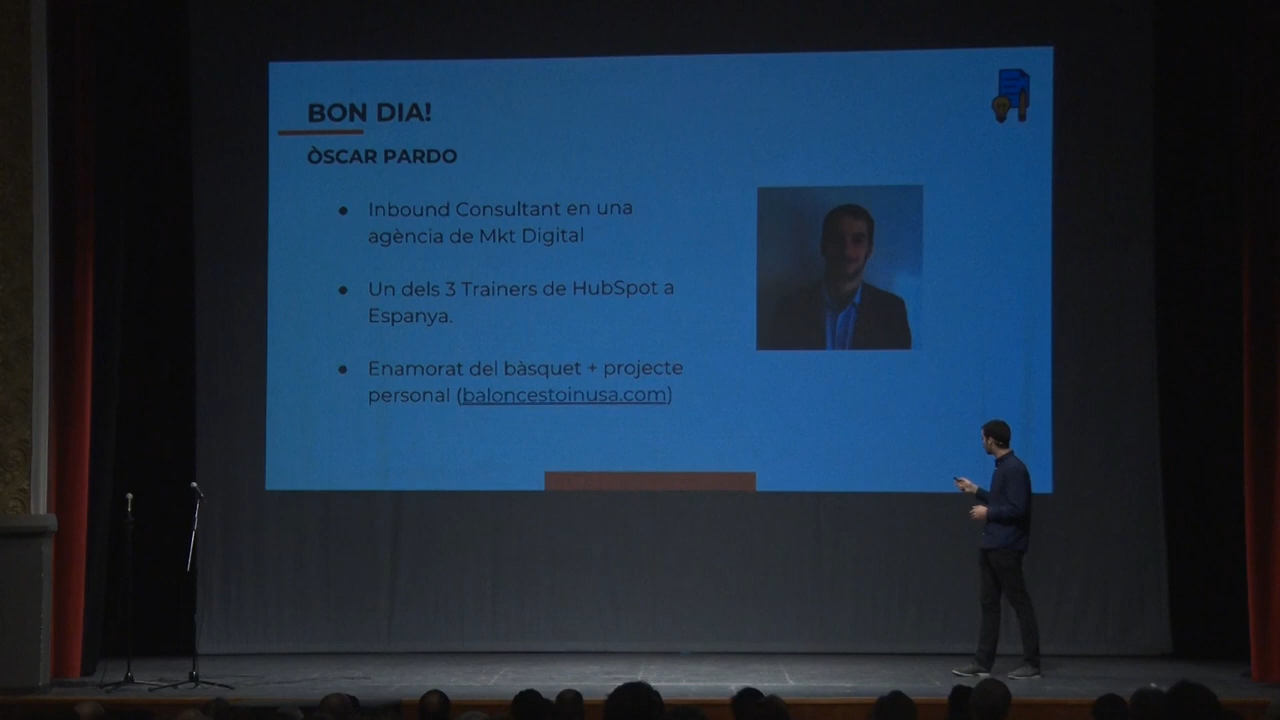 BON DIA!
ÒSCAR PARDO
● Inbound Consultant en una
agència de Mkt Digital
● Un dels 3 Trainers de HubSpot a
Espanya.
● Enamorat del bàsquet + projecte
personal (baloncestoinusa.com)